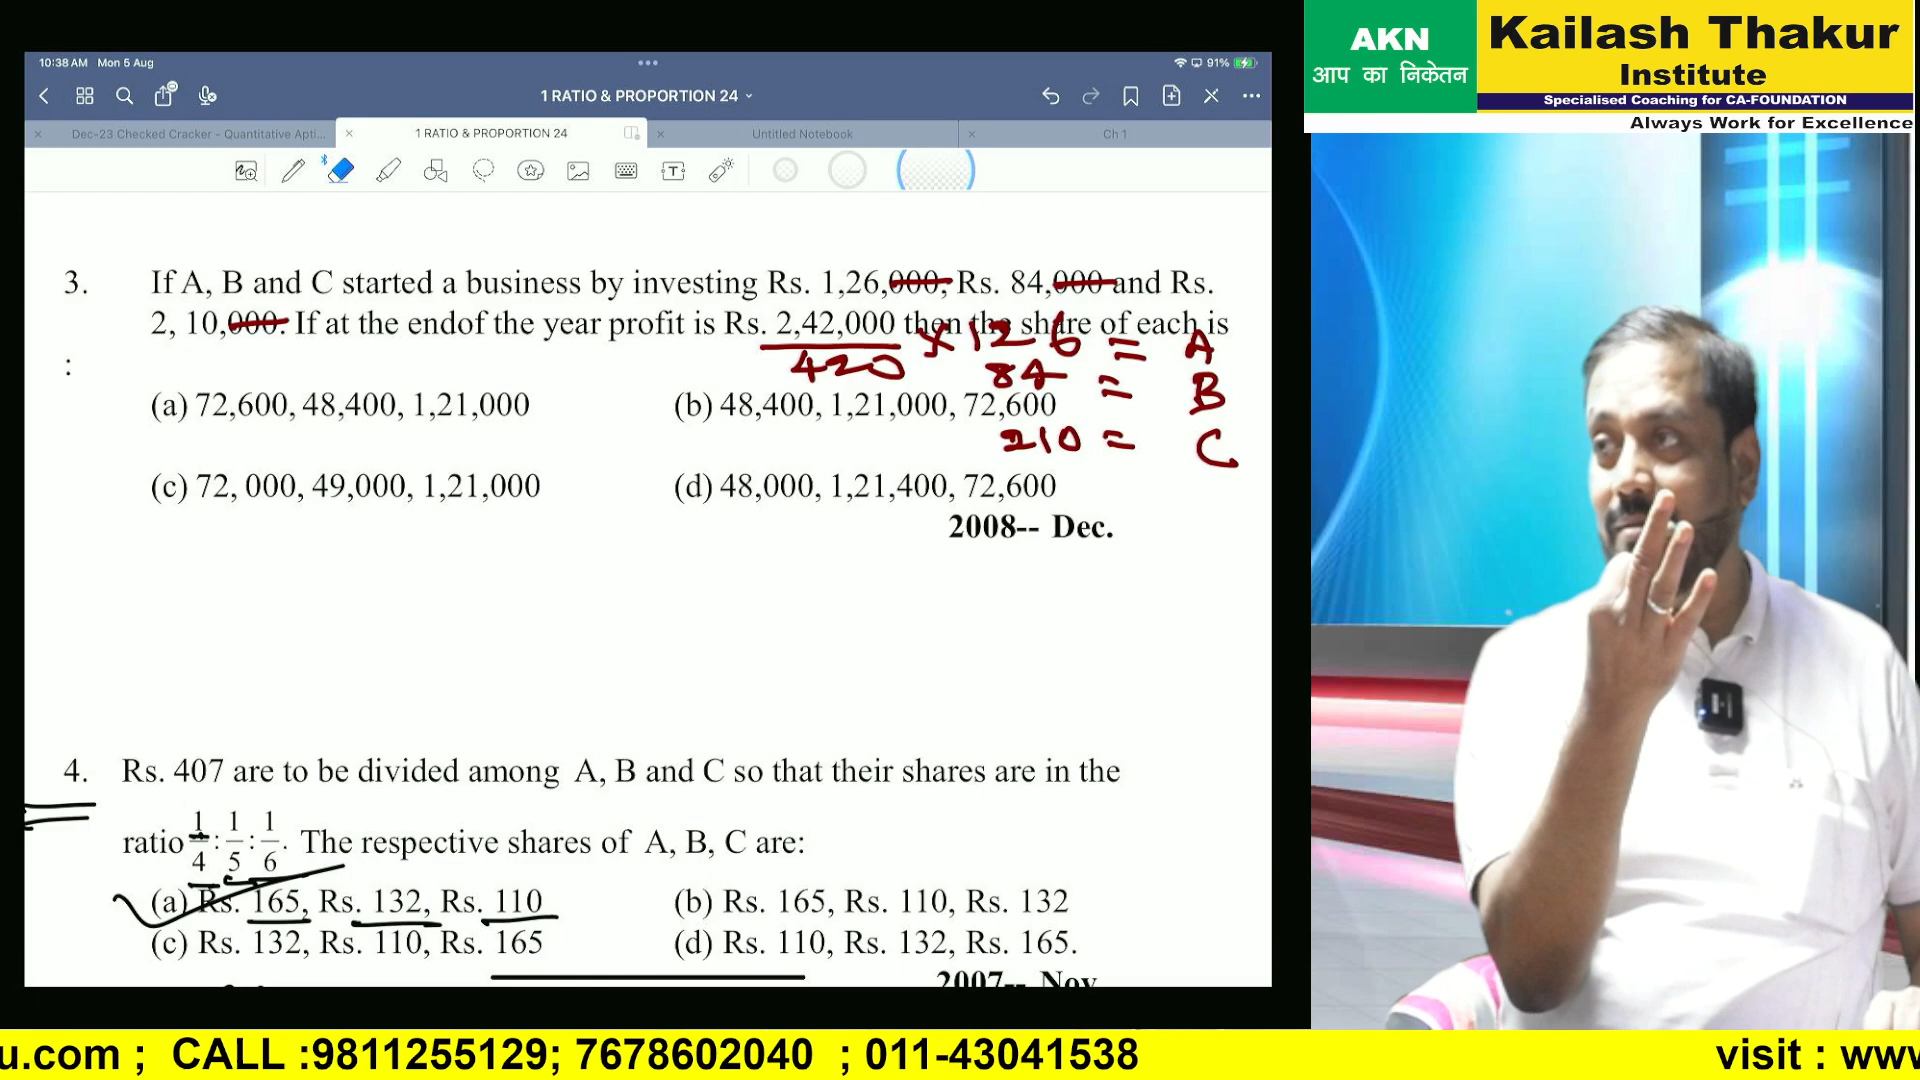 AKN
आप का निकेतन
Kailash Thakur
Institute
Specialised Coaching for CA-FOUNDATION
Always Work for Excellence
10:38 AM Mon 5 Aug
91%
1 RATIO & PROPORTION 24
Dec-23 Checked Cracker - Quantitative Apti...
1 RATIO & PROPORTION 24
Untitled Notebook
Ch 1
3. If A, B and C started a business by investing Rs. 1,26,000, Rs. 84,000 and Rs.
2, 10,000. If at the endof the year profit is Rs. 2,42,000 then the share of each is
:
420 × 126 = A
84 = B
210 = C
(a) 72,600, 48,400, 1,21,000 (b) 48,400, 1,21,000, 72,600
(c) 72, 000, 49,000, 1,21,000 (d) 48,000, 1,21,400, 72,600
2008-- Dec.
4. Rs. 407 are to be divided among A, B and C so that their shares are in the
ratio 1/4 : 1/5 : 1/6. The respective shares of A, B, C are:
(a) Rs. 165, Rs. 132, Rs. 110 (b) Rs. 165, Rs. 110, Rs. 132
(c) Rs. 132, Rs. 110, Rs. 165 (d) Rs. 110, Rs. 132, Rs. 165.
2007-- Nov
u.com ; CALL :9811255129; 7678602040 ; 011-43041538 visit : www